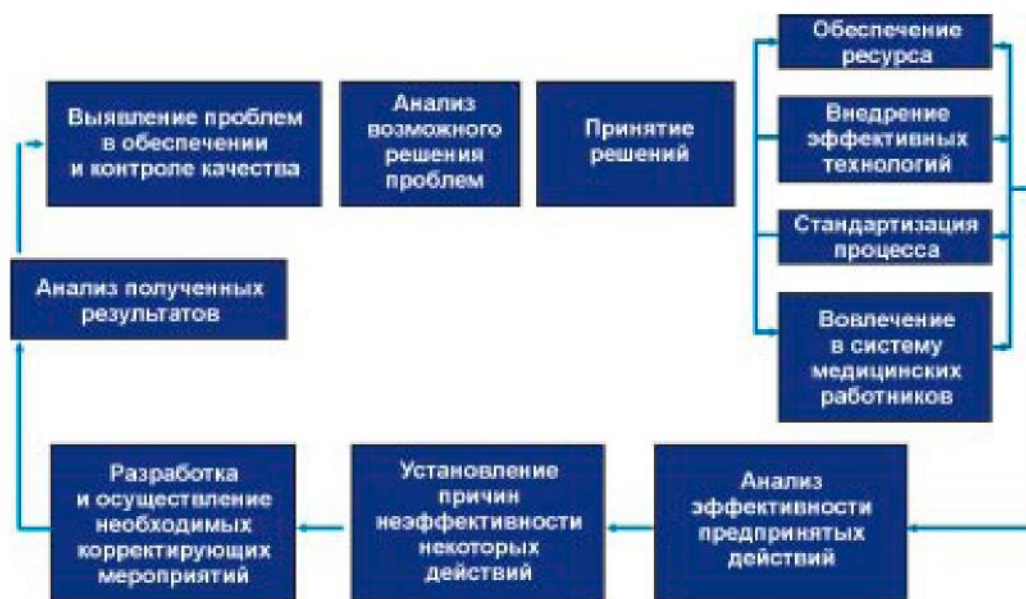 Выявление проблем
в обеспечении
и контроле качества
Анализ
возможного
решения
проблем
Принятие
решений
Обеспечение
ресурса
Внедрение
эффективных
технологий
Стандартизация
процесса
Вовлечение
в систему
медицинских
работников
Анализ
эффективности
предпринятых
действий
Установление
причин
неэффективности
некоторых
действий
Разработка
и осуществление
необходимых
корректирующих
мероприятий
Анализ полученных
результатов